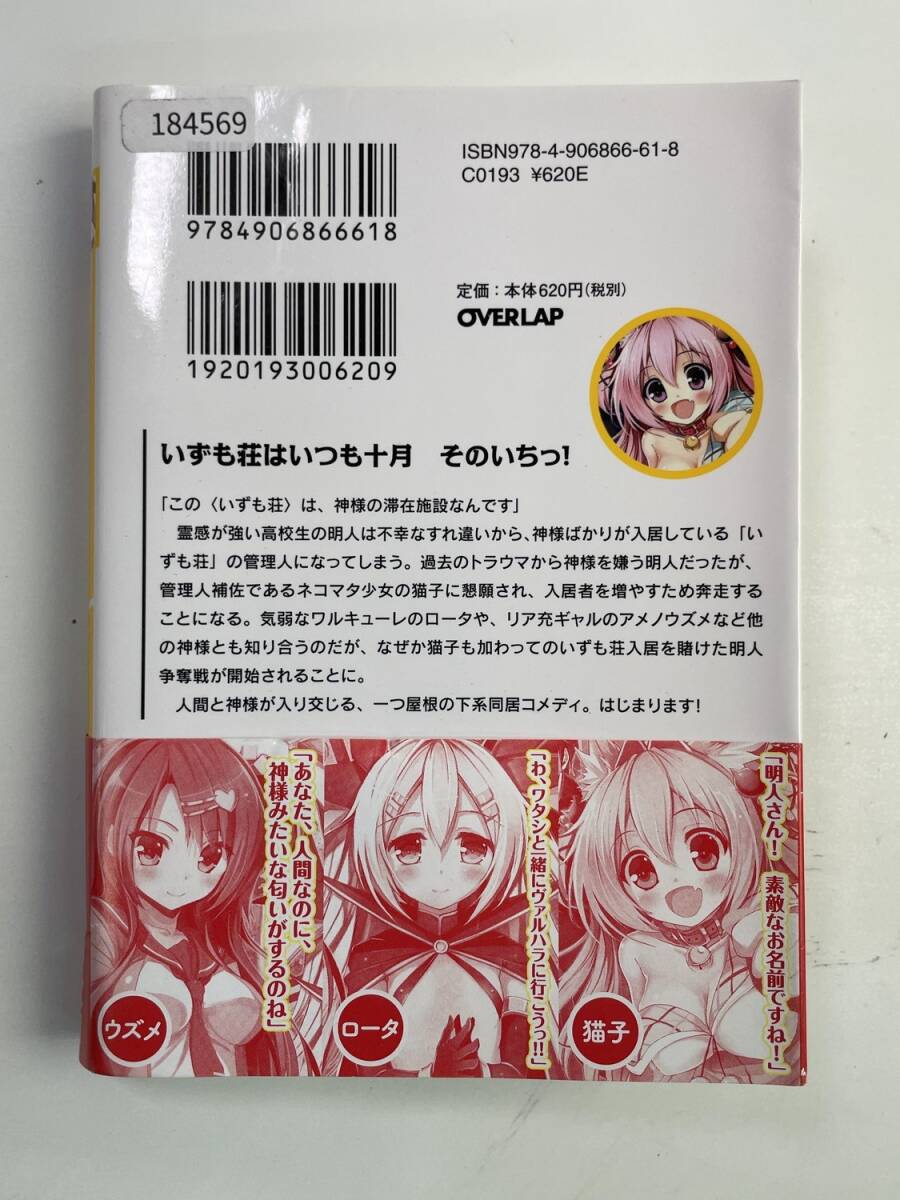 184569
ISBN978-4-906866-61-8
C0193 ¥620E
9784906866618
定価：本体620円(税別)
OVERLAP
1920193006209
いずも荘はいつも十月　そのいちっ!
「この〈いずも荘〉は、神様の滞在施設なんです」
　霊感が強い高校生の明人は不幸なすれ違いから、神様ばかりが入居している「い
ずも荘」の管理人になってしまう。過去のトラウマから神様を嫌う明人だったが、
管理人補佐であるネコマタ少女の猫子に懇願され、入居者を増やすため奔走する
ことになる。気弱なワルキューレのロータや、リア充ギャルのアメノウズメなど他
の神様とも知り合うのだが、なぜか猫子も加わってのいずも荘入居を賭けた明人
争奪戦が開始されることに。
　人間と神様が入り交じる、一つ屋根の下系同居コメディ。はじまります!
「明人さん!　素敵なお名前ですね!」
猫子
「わ、ワタシと一緒にヴァルハラに行こうっ!!」
ロータ
「あなた、人間なのに、
神様みたいな匂いがするのね」
ウズメ